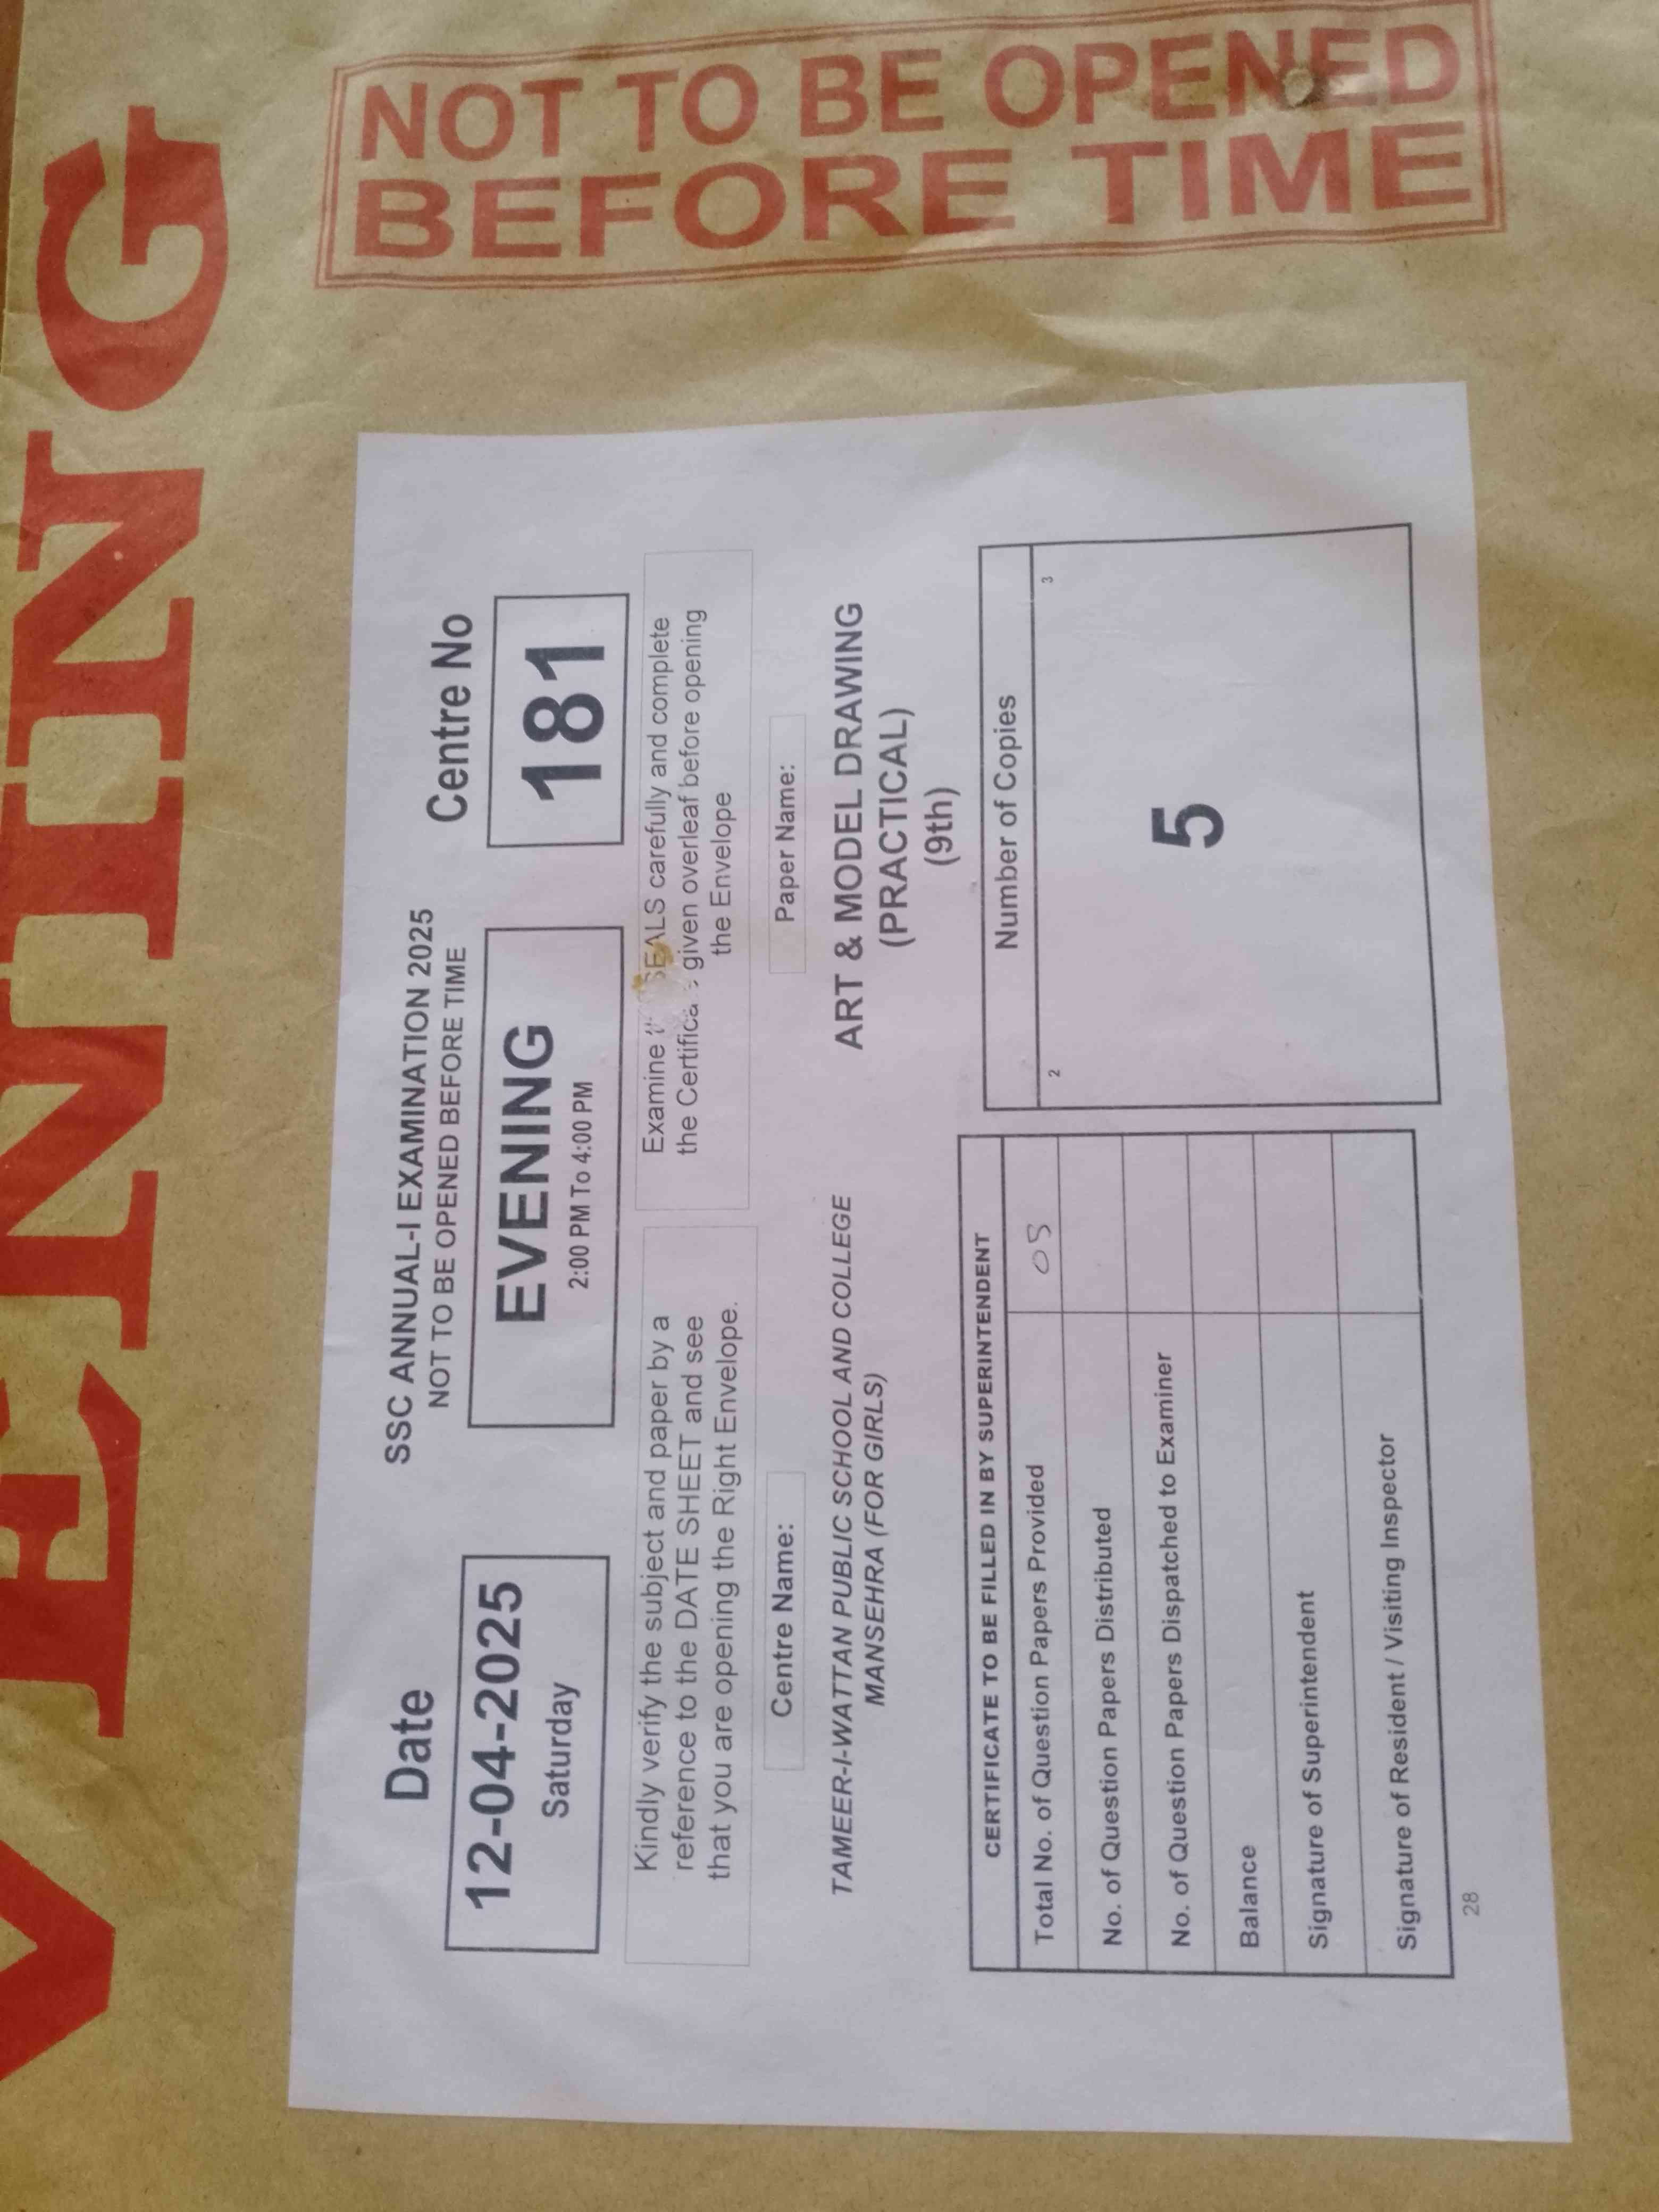 EVENING
NOT TO BE OPENED
BEFORE TIME
SSC ANNUAL-I EXAMINATION 2025
NOT TO BE OPENED BEFORE TIME
Date
12-04-2025
Saturday
EVENING
2:00 PM To 4:00 PM
Centre No
181
Kindly verify the subject and paper by a
reference to the DATE SHEET and see
that you are opening the Right Envelope.
Examine SEALS carefully and complete
the given overleaf before opening
the Envelope
Centre Name:
TAMEER-I-WATTAN PUBLIC SCHOOL AND COLLEGE
MANSEHRA (FOR GIRLS)
Paper Name:
ART & MODEL DRAWING
(PRACTICAL)
(9th)
CERTIFICATE TO BE FILLED IN BY SUPERINTENDENT
Total No. of Question Papers Provided 05
No. of Question Papers Distributed
No. of Question Papers Dispatched to Examiner
Balance
Signature of Superintendent
Signature of Resident / Visiting Inspector
Number of Copies
2 3
5
28